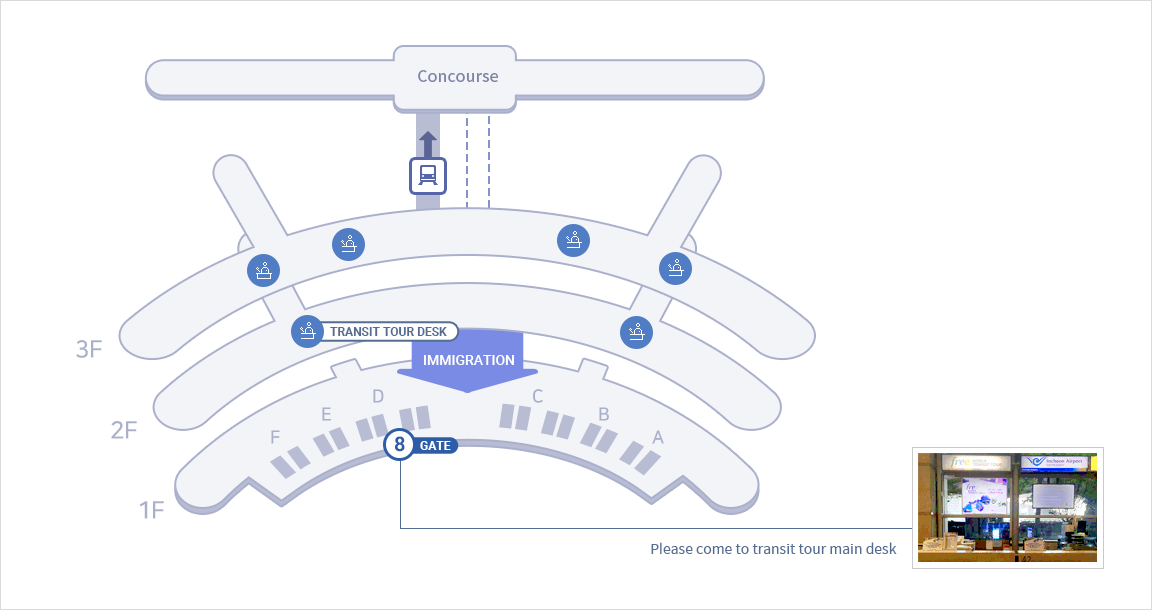 Concourse
3F
TRANSIT TOUR DESK
IMMIGRATION
2F
F
E
D
C
B
A
8
GATE
1F
Incheon Airport
Please come to transit tour main desk